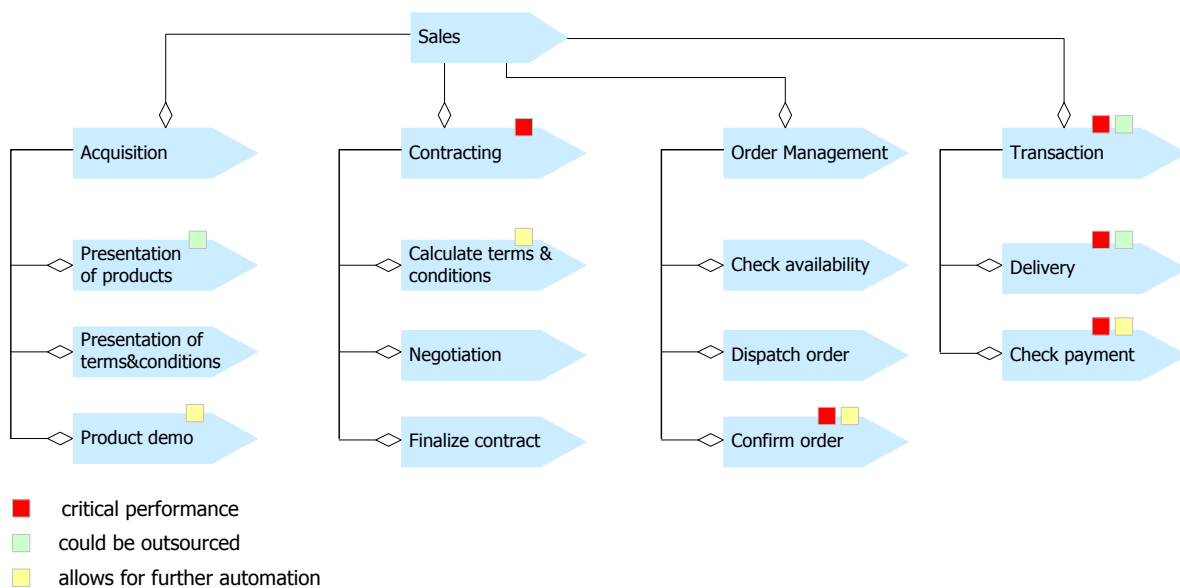 Sales
Acquisition
Contracting
Order Management
Transaction
Presentation
of products
Calculate terms &
conditions
Check availability
Delivery
Presentation of
terms&conditions
Negotiation
Dispatch order
Check payment
Product demo
Finalize contract
Confirm order
critical performance
could be outsourced
allows for further automation